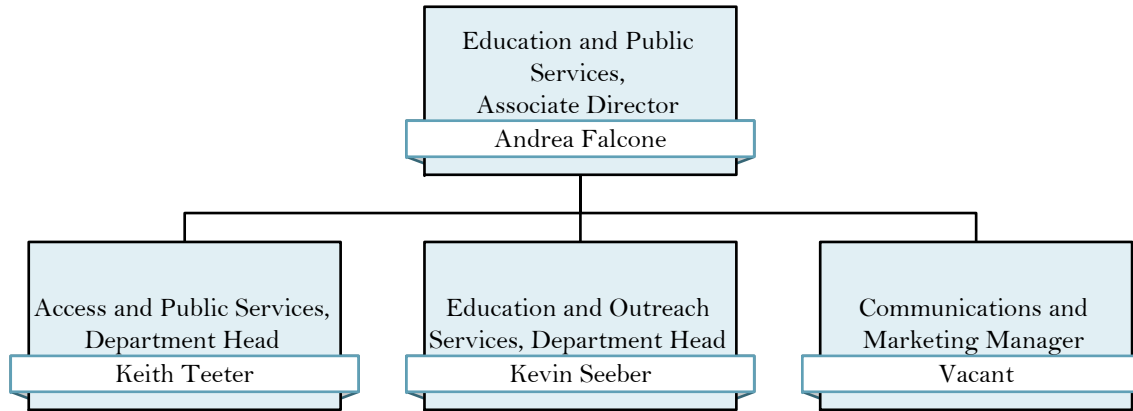 Education and Public
Services,
Associate Director
Andrea Falcone
Access and Public Services,
Department Head
Keith Teeter
Education and Outreach
Services, Department Head
Kevin Seeber
Communications and
Marketing Manager
Vacant